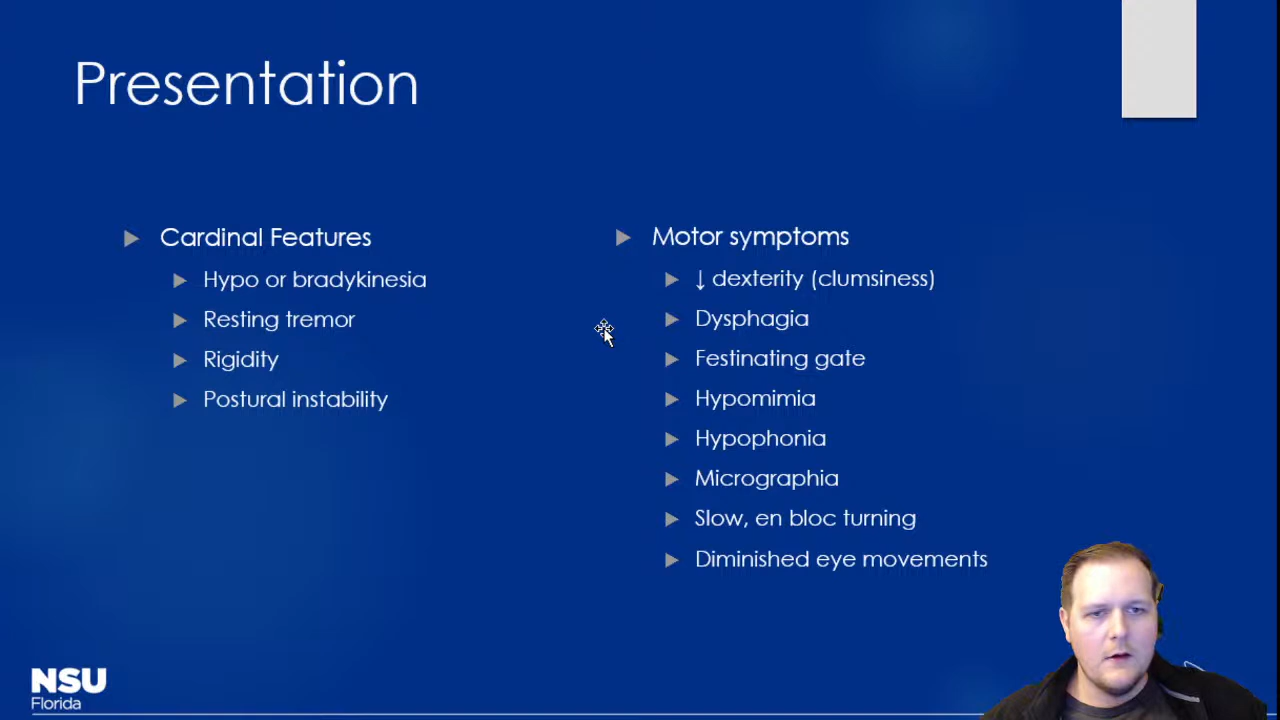 Presentation
Cardinal Features
Hypo or bradykinesia
Resting tremor
Rigidity
Postural instability
Motor symptoms
↓ dexterity (clumsiness)
Dysphagia
Festinating gate
Hypomimia
Hypophonia
Micrographia
Slow, en bloc turning
Diminished eye movements
NSU
Florida